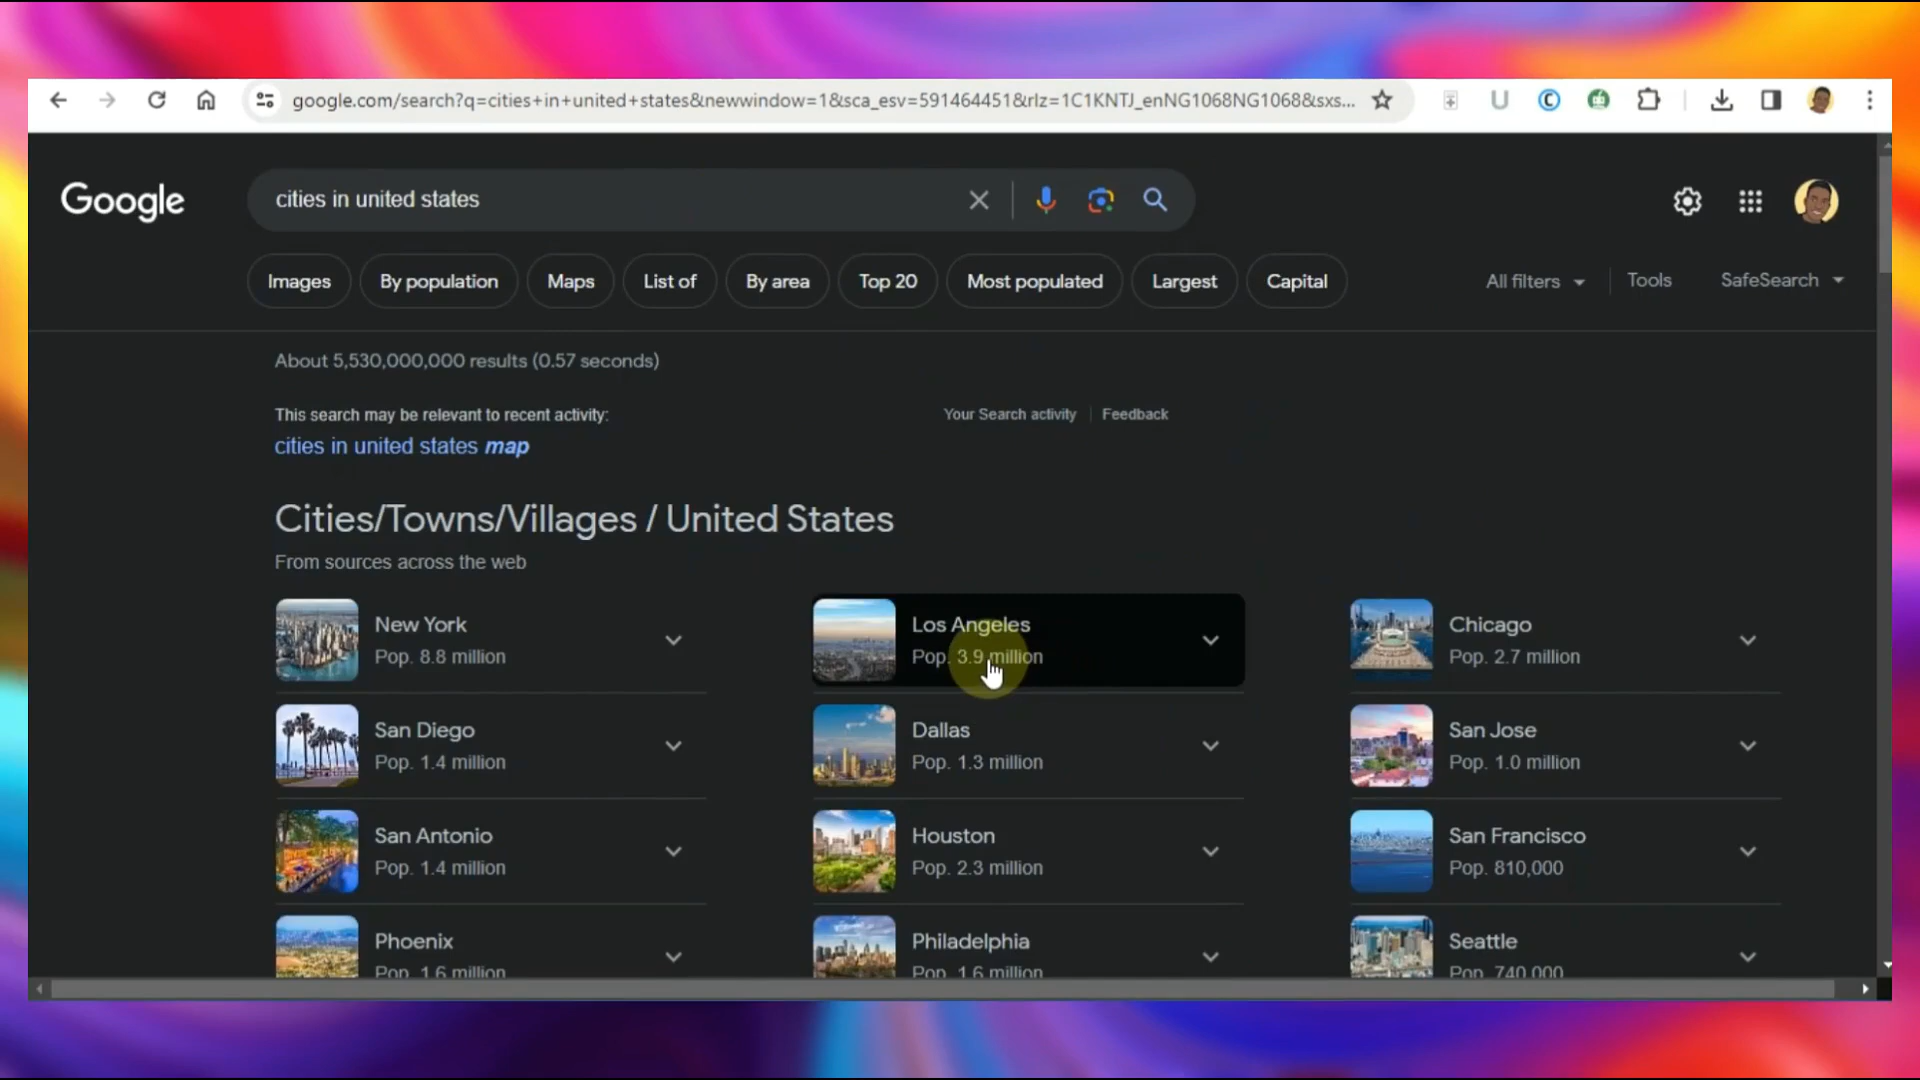 google.com/search?q=cities+in+united+states&newwindow=1&sca_esv=591464451&rlz=1C1KNTJ_enNG1068NG1068&sxs...
Google
cities in united states
Images
By population
Maps
List of
By area
Top 20
Most populated
Largest
Capital
All filters
Tools
SafeSearch
About 5,530,000,000 results (0.57 seconds)
This search may be relevant to recent activity:
Your Search activity
Feedback
cities in united states map
Cities/Towns/Villages / United States
From sources across the web
New York
Pop. 8.8 million
Los Angeles
Pop. 3.9 million
Chicago
Pop. 2.7 million
San Diego
Pop. 1.4 million
Dallas
Pop. 1.3 million
San Jose
Pop. 1.0 million
San Antonio
Pop. 1.4 million
Houston
Pop. 2.3 million
San Francisco
Pop. 810,000
Phoenix
Pop. 1.6 million
Philadelphia
Pop. 1.6 million
Seattle
Pop. 740,000